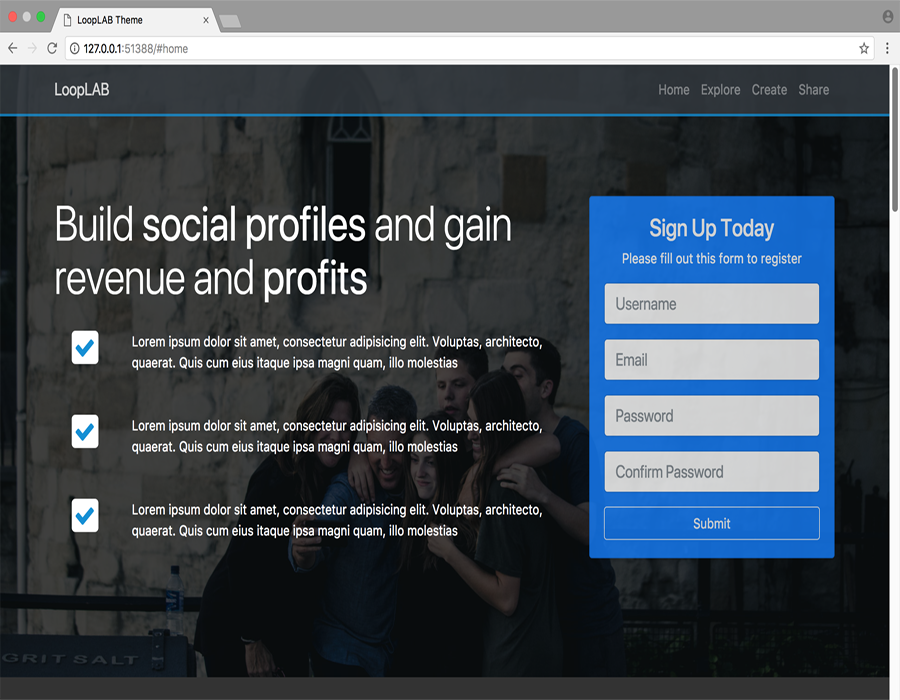 LoopLAB Theme
127.0.0.1:51388/#home
LoopLAB
Home Explore Create Share
Build social profiles and gain
revenue and profits
Lorem ipsum dolor sit amet, consectetur adipisicing elit. Voluptas, architecto,
quaerat. Quis cum eius itaque ipsa magni quam, illo molestias
Lorem ipsum dolor sit amet, consectetur adipisicing elit. Voluptas, architecto,
quaerat. Quis cum eius itaque ipsa magni quam, illo molestias
Lorem ipsum dolor sit amet, consectetur adipisicing elit. Voluptas, architecto,
quaerat. Quis cum eius itaque ipsa magni quam, illo molestias
Sign Up Today
Please fill out this form to register
Username
Email
Password
Confirm Password
Submit
GRIT SALT